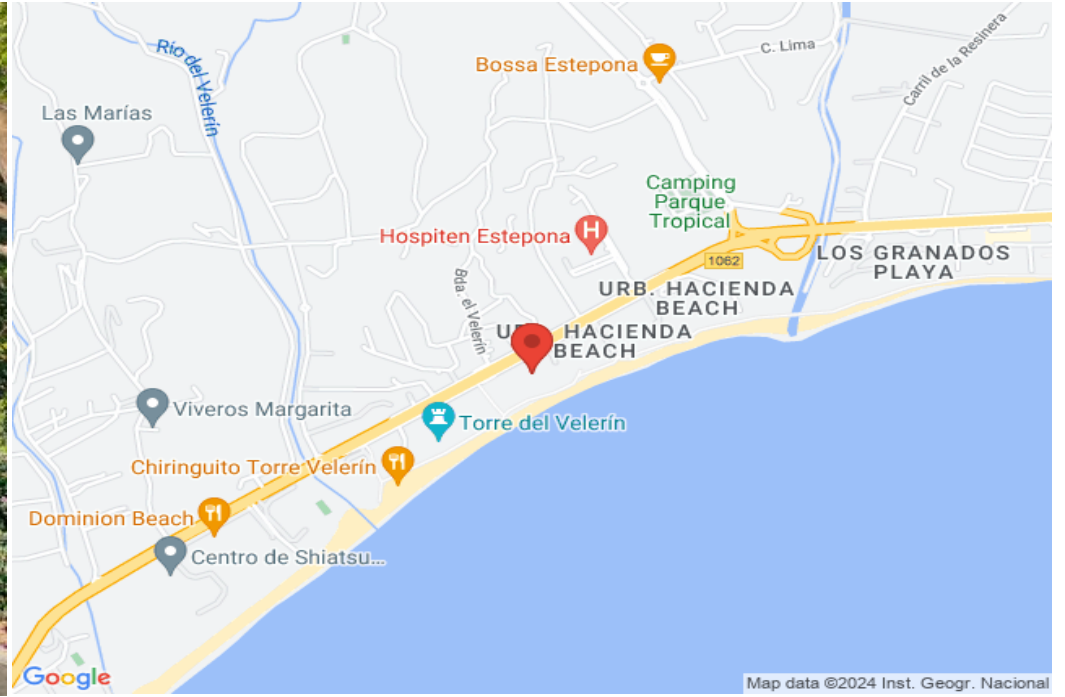 Río del Velerín
Las Marías
Bossa Estepona
C. Lima
Carril de la Resinera
Camping
Parque
Tropical
Hospiten Estepona
H
1062
LOS GRANADOS
PLAYA
URB. HACIENDA
BEACH
Bda. el Velerín
HACIENDA
BEACH
Viveros Margarita
Torre del Velerín
Chiringuito Torre Velerín
Dominion Beach
Centro de Shiatsu...
Google
Map data ©2024 Inst. Geogr. Nacional